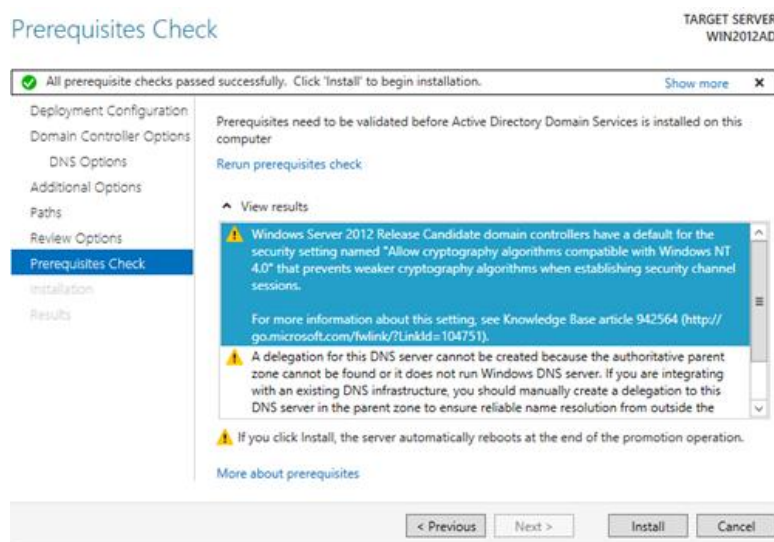 Prerequisites Check
TARGET SERVER
WIN2012AD
All prerequisite checks passed successfully. Click 'Install' to begin installation.
Show more
Deployment Configuration
Domain Controller Options
DNS Options
Additional Options
Paths
Review Options
Prerequisites Check
Installation
Results
Prerequisites need to be validated before Active Directory Domain Services is installed on this
computer
Rerun prerequisites check
View results
Windows Server 2012 Release Candidate domain controllers have a default for the
security setting named "Allow cryptography algorithms compatible with Windows NT
4.0" that prevents weaker cryptography algorithms when establishing security channel
sessions.
For more information about this setting, see Knowledge Base article 942564 (http://
go.microsoft.com/fwlink/?LinkId=104751).
A delegation for this DNS server cannot be created because the authoritative parent
zone cannot be found or it does not run Windows DNS server. If you are integrating
with an existing DNS infrastructure, you should manually create a delegation to this
DNS server in the parent zone to ensure reliable name resolution from outside the
If you click Install, the server automatically reboots at the end of the promotion operation.
More about prerequisites
< Previous
Next >
Install
Cancel